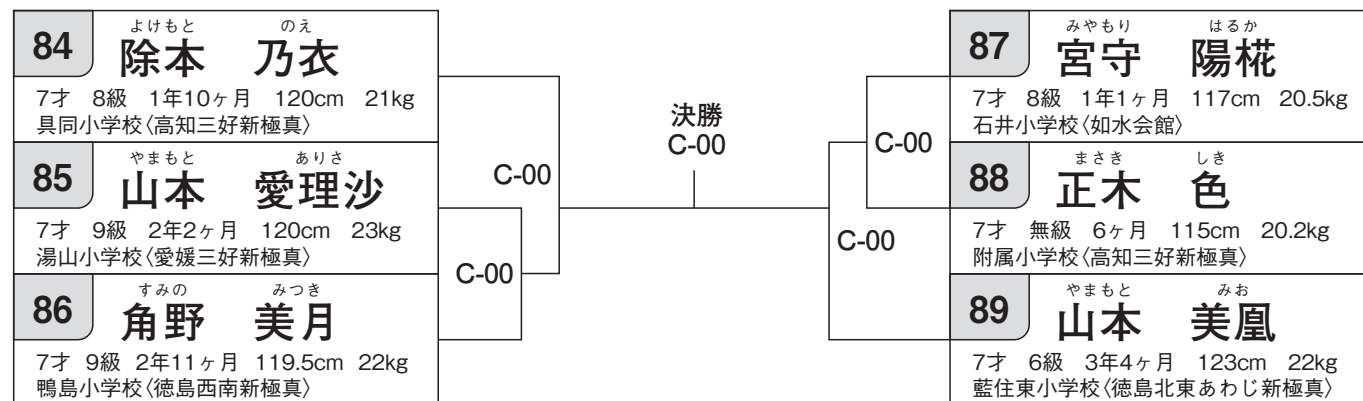 84
よけもと のえ
除本 乃衣
7才 8級 1年10ヶ月 120cm 21kg
具同小学校〈高知三好新極真〉
85
やまもと ありさ
山本 愛理沙
7才 9級 2年2ヶ月 120cm 23kg
湯山小学校〈愛媛三好新極真〉
86
すみの みつき
角野 美月
7才 9級 2年11ヶ月 119.5cm 22kg
鴨島小学校〈徳島西南新極真〉
C-00
C-00
決勝
C-00
C-00
C-00
87
みやもり はるか
宮守 陽椛
7才 8級 1年1ヶ月 117cm 20.5kg
石井小学校〈如水会館〉
88
まさき しき
正木 色
7才 無級 6ヶ月 115cm 20.2kg
附属小学校〈高知三好新極真〉
89
やまもと みお
山本 美凰
7才 6級 3年4ヶ月 123cm 22kg
藍住東小学校〈徳島北東あわじ新極真〉